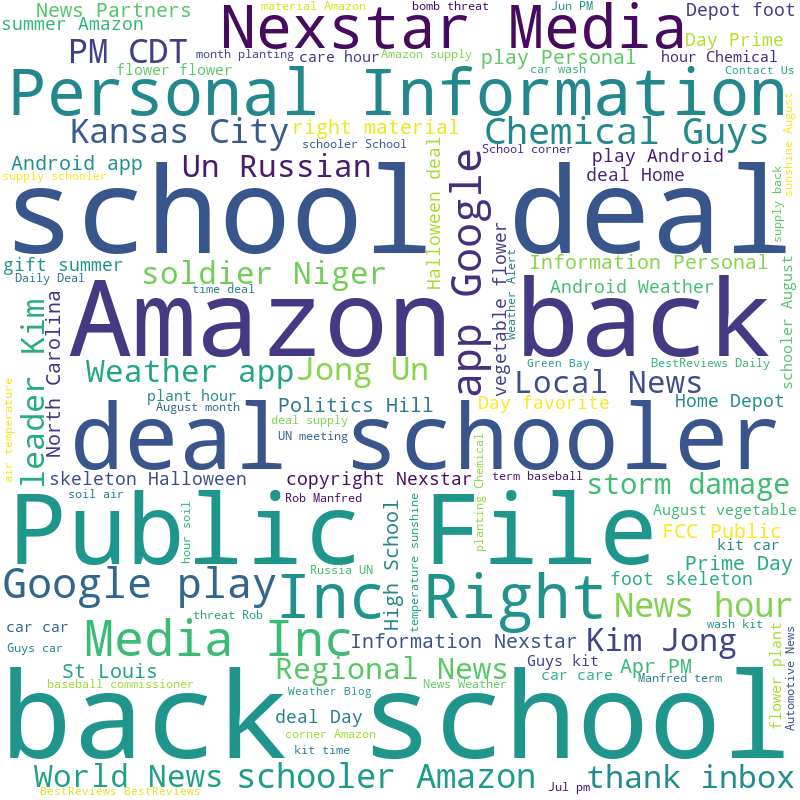 News Partners
material Amazon
bomb threat
Jun PM
Depot foot
summer Amazon
Nexstar Media
Day Prime
PM CDT
month planting
care hour
Amazon supply
play Personal
hour Chemical
flower flower
car wash
Contact Us
Personal Information
Kansas City
right material
Chemical Guys
sunshine August
schooler School
School corner
Android app
Un Russian
play Android
supply schooler
deal Home
school deal
Halloween deal
app Google
supply back
gift summer
Daily Deal
soldier Niger
time deal
vegetable flower
Weather Alert
Information Personal
Android Weather
schooler August
Amazon back
leader Kim
North Carolina
Weather app
Jong Un
Green Bay
BestReviews Daily
Local News
air temperature
plant hour
August month
Politics Hill
deal supply
Day favorite
Home Depot
deal schooler
UN meeting
planting Chemical
skeleton Halloween
copyright Nexstar
term baseball
storm damage
soil air
Rob Manfred
August vegetable
Public File
hour soil
High School
temperature sunshine
FCC Public
kit car
Prime Day
Google play
Russia UN
foot skeleton
Inc Right
News hour
threat Rob
wash kit
car car
Guys car
Media Inc
Information Nexstar
Kim Jong
flower plant
Automotive News
St Louis
Regional News
Guys kit
Apr PM
baseball commissioner
Weather Blog
News Weather
car care
Manfred term
back school
deal Day
corner Amazon
kit time
World News
schooler Amazon
thank inbox
BestReviews BestReviews
Jul pm